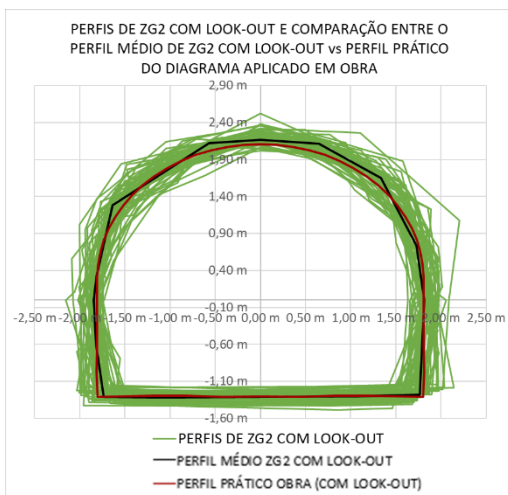 PERFIS DE ZG2 COM LOOK-OUT E COMPARAÇÃO ENTRE O
PERFIL MÉDIO DE ZG2 COM LOOK-OUT vs PERFIL PRÁTICO
DO DIAGRAMA APLICADO EM OBRA
2,90 m
2,40 m
1,90 m
1,40 m
0,90 m
0,40 m
-0,10 m
-2,50 m -2,00 m -1,50 m -1,00 m -0,50 m 0,00 m 0,50 m 1,00 m 1,50 m 2,00 m 2,50 m
-0,60 m
-1,10 m
-1,60 m
PERFIS DE ZG2 COM LOOK-OUT
PERFIL MÉDIO ZG2 COM LOOK-OUT
PERFIL PRÁTICO OBRA (COM LOOK-OUT)